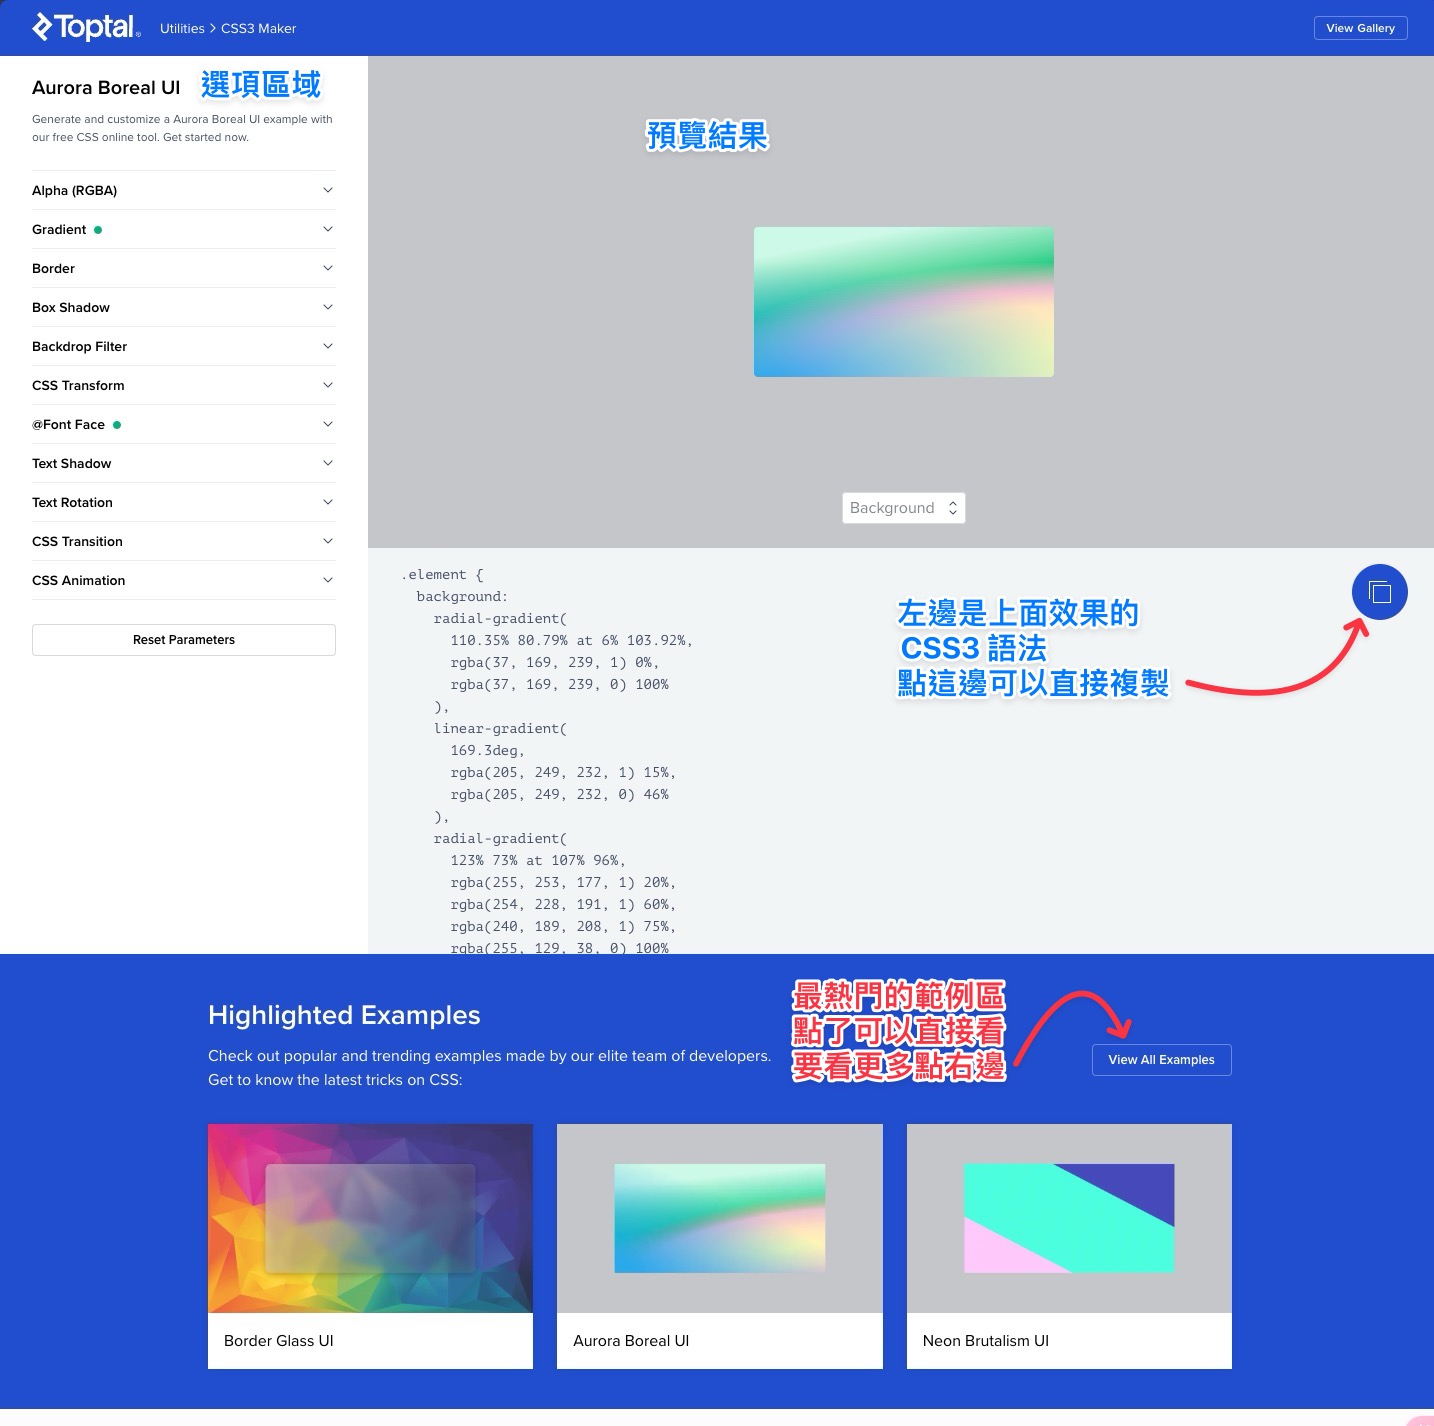 Toptal®
Utilities > CSS3 Maker
View Gallery
Aurora Boreal UI
選項區域
Generate and customize a Aurora Boreal UI example with
our free CSS online tool. Get started now.
Alpha (RGBA)
Gradient
Border
Box Shadow
Backdrop Filter
CSS Transform
@Font Face
Text Shadow
Text Rotation
CSS Transition
CSS Animation
Reset Parameters
預覽結果
Background
.element {
background:
radial-gradient(
110.35% 80.79% at 6% 103.92%,
rgba(37, 169, 239, 1) 0%,
rgba(37, 169, 239, 0) 100%
),
linear-gradient(
169.3deg,
rgba(205, 249, 232, 1) 15%,
rgba(205, 249, 232, 0) 46%
),
radial-gradient(
123% 73% at 107% 96%,
rgba(255, 253, 177, 1) 20%,
rgba(254, 228, 191, 1) 60%,
rgba(240, 189, 208, 1) 75%,
rgba(255, 129, 38, 0) 100%
左邊是上面效果的
CSS3 語法
點這邊可以直接複製
Highlighted Examples
Check out popular and trending examples made by our elite team of developers.
Get to know the latest tricks on CSS:
最熱門的範例區
點了可以直接看
要看更多點右邊
View All Examples
Border Glass UI
Aurora Boreal UI
Neon Brutalism UI